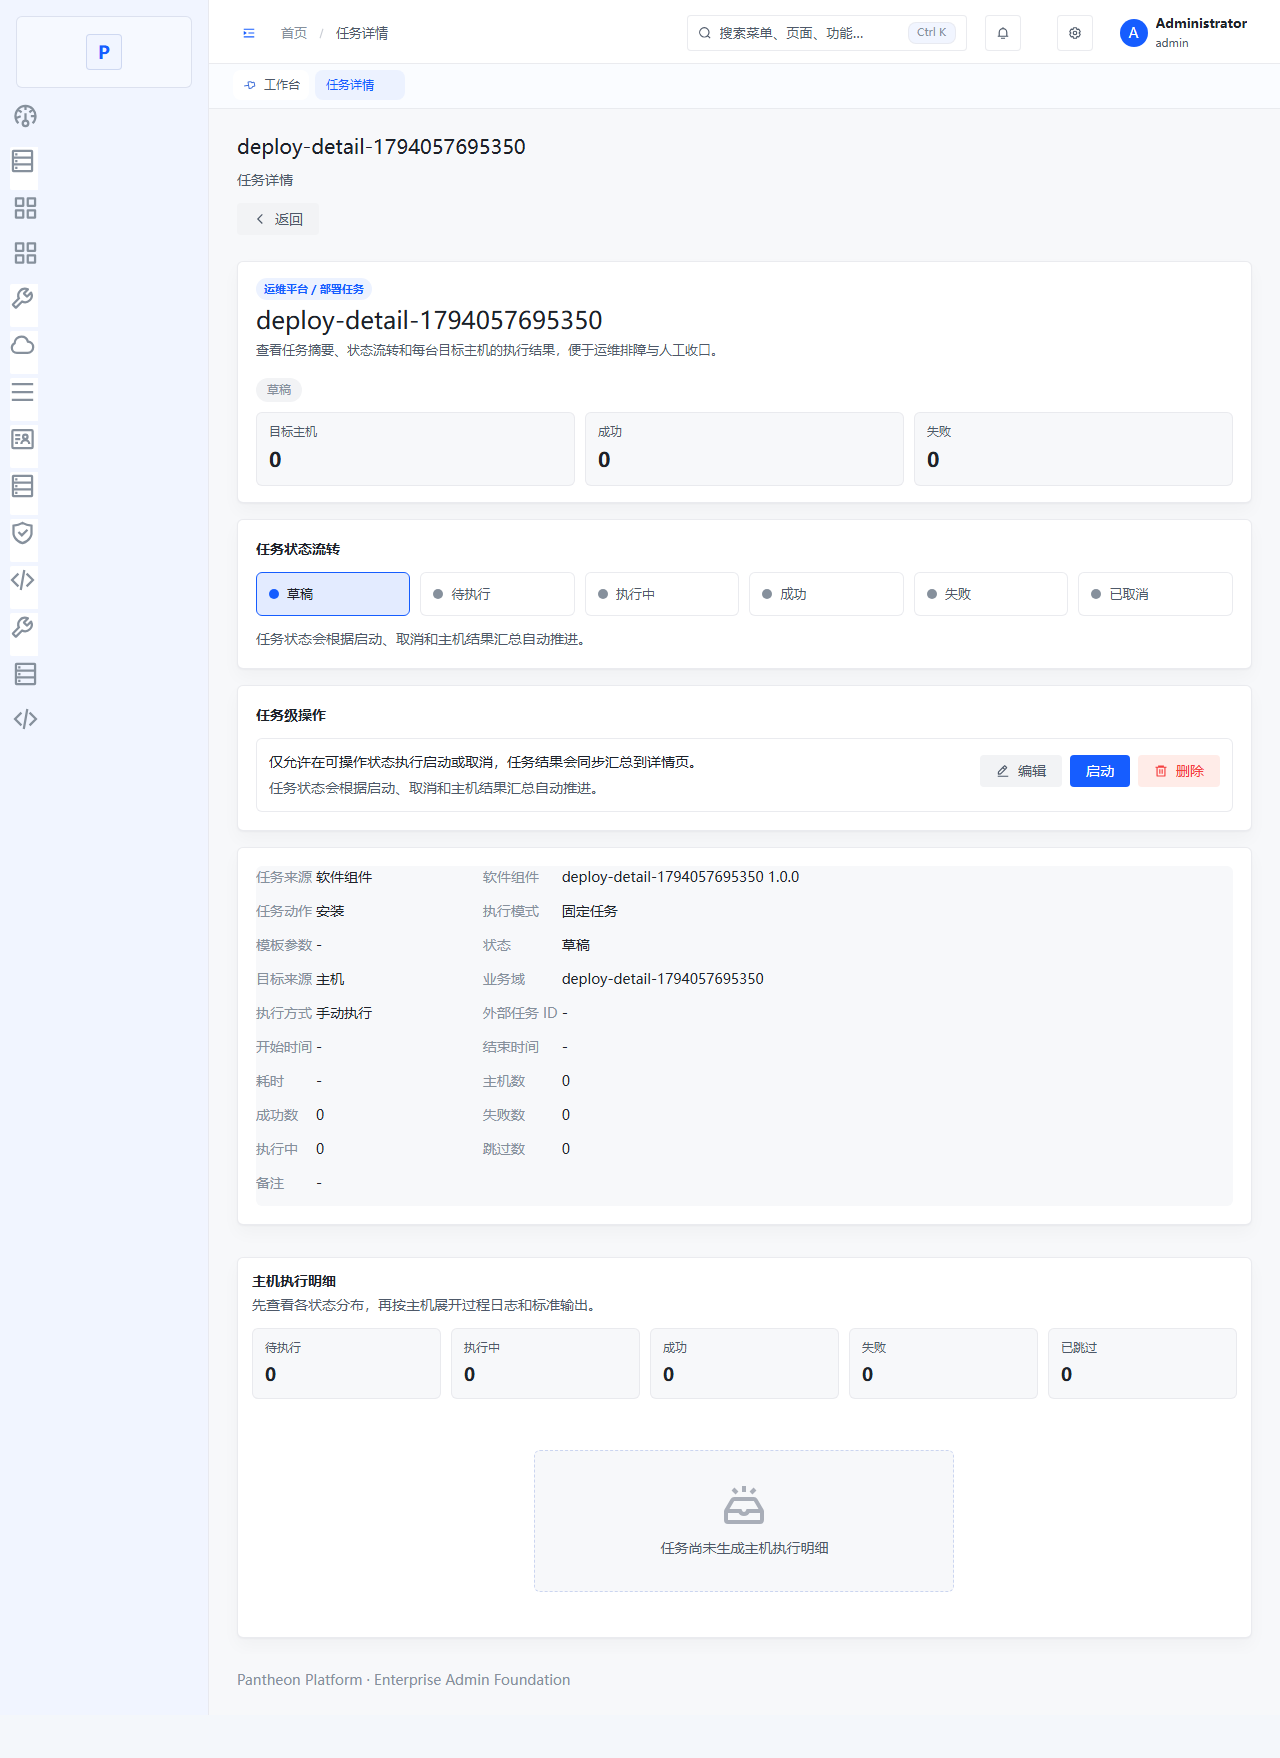 P
首页 / 任务详情
搜索菜单、页面、功能... Ctrl K
A
Administrator
admin
工作台 任务详情
deploy-detail-1794057695350
任务详情
返回
运维平台 / 部署任务
deploy-detail-1794057695350
查看任务摘要、状态流转和每台目标主机的执行结果，便于运维排障与人工收口。
草稿
目标主机 成功 失败
0 0 0
任务状态流转
草稿 待执行 执行中 成功 失败 已取消
任务状态会根据启动、取消和主机结果汇总自动推进。
任务级操作
仅允许在可操作状态执行启动或取消，任务结果会同步汇总到详情页。
任务状态会根据启动、取消和主机结果汇总自动推进。
编辑 启动 删除
任务来源 软件组件 软件组件 deploy-detail-1794057695350 1.0.0
任务动作 安装 执行模式 固定任务
模板参数 - 状态 草稿
目标来源 主机 业务域 deploy-detail-1794057695350
执行方式 手动执行 外部任务 ID -
开始时间 - 结束时间 -
耗时 - 主机数 0
成功数 0 失败数 0
执行中 0 跳过数 0
备注 -
主机执行明细
先查看各状态分布，再按主机展开过程日志和标准输出。
待执行 执行中 成功 失败 已跳过
0 0 0 0 0
任务尚未生成主机执行明细
Pantheon Platform · Enterprise Admin Foundation